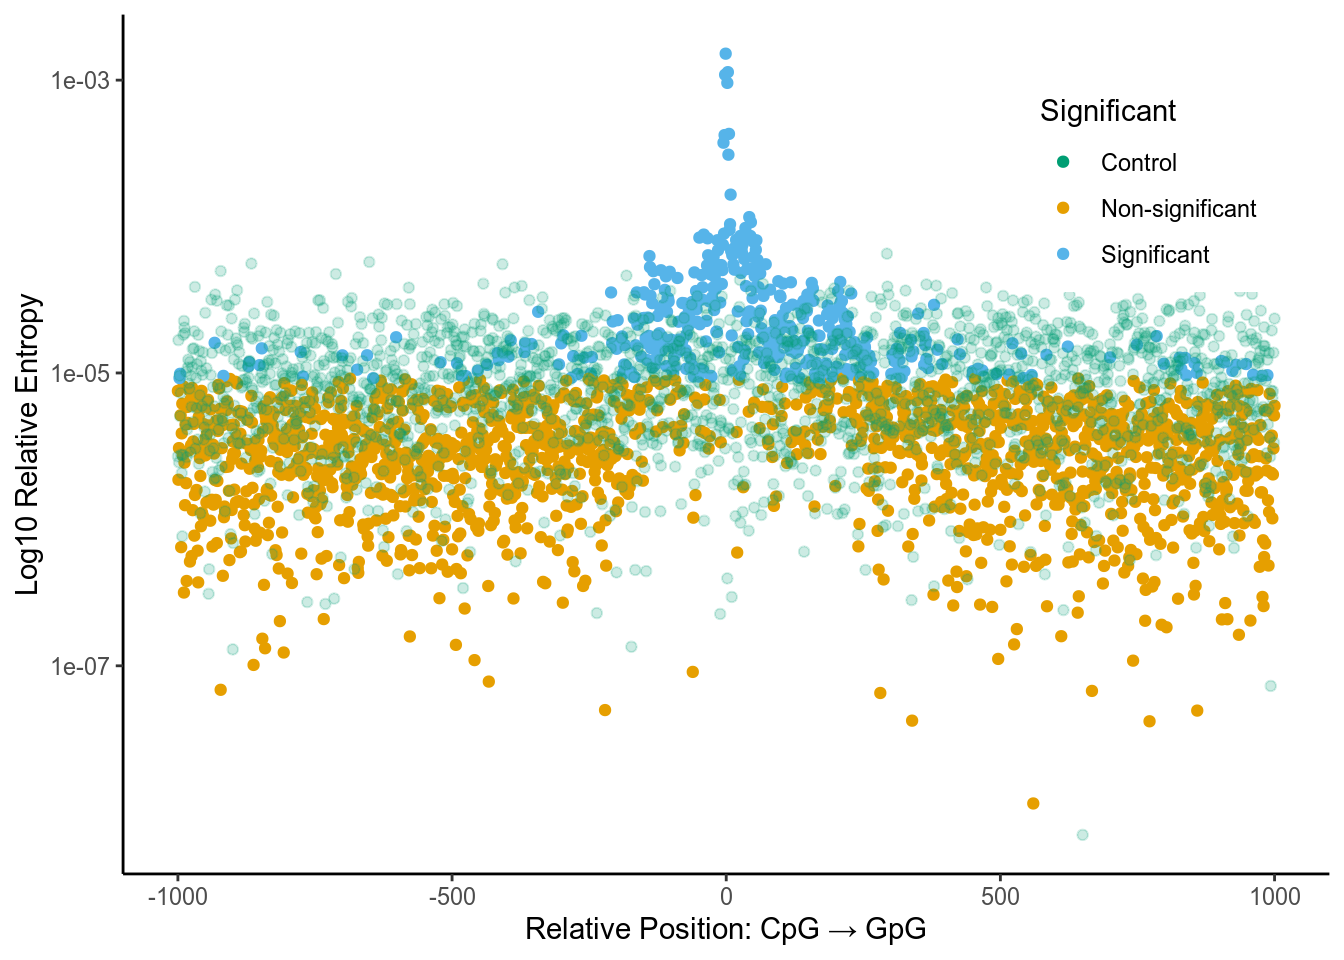 1e-03
1e-05
1e-07
Log10 Relative Entropy
Significant
Control
Non-significant
Significant
-1000
-500
0
500
1000
Relative Position: CpG → GpG